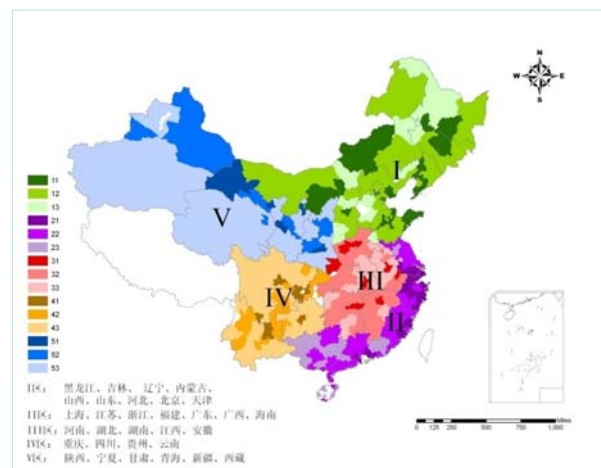 N
W E
S
I
V
IV
III
II
11
12
13
21
22
23
31
32
33
41
42
43
51
52
53
I区: 黑龙江、吉林、 辽宁、内蒙古、
山西、山东、河北、北京、天津
II区: 上海、江苏、浙江、福建、广东、广西、海南
III区: 河南、湖北、湖南、江西、安徽
IV区: 重庆、四川、贵州、云南
V区: 陕西、宁夏、甘肃、青海、新疆、西藏
0 125 250 500 750 1,000
Miles